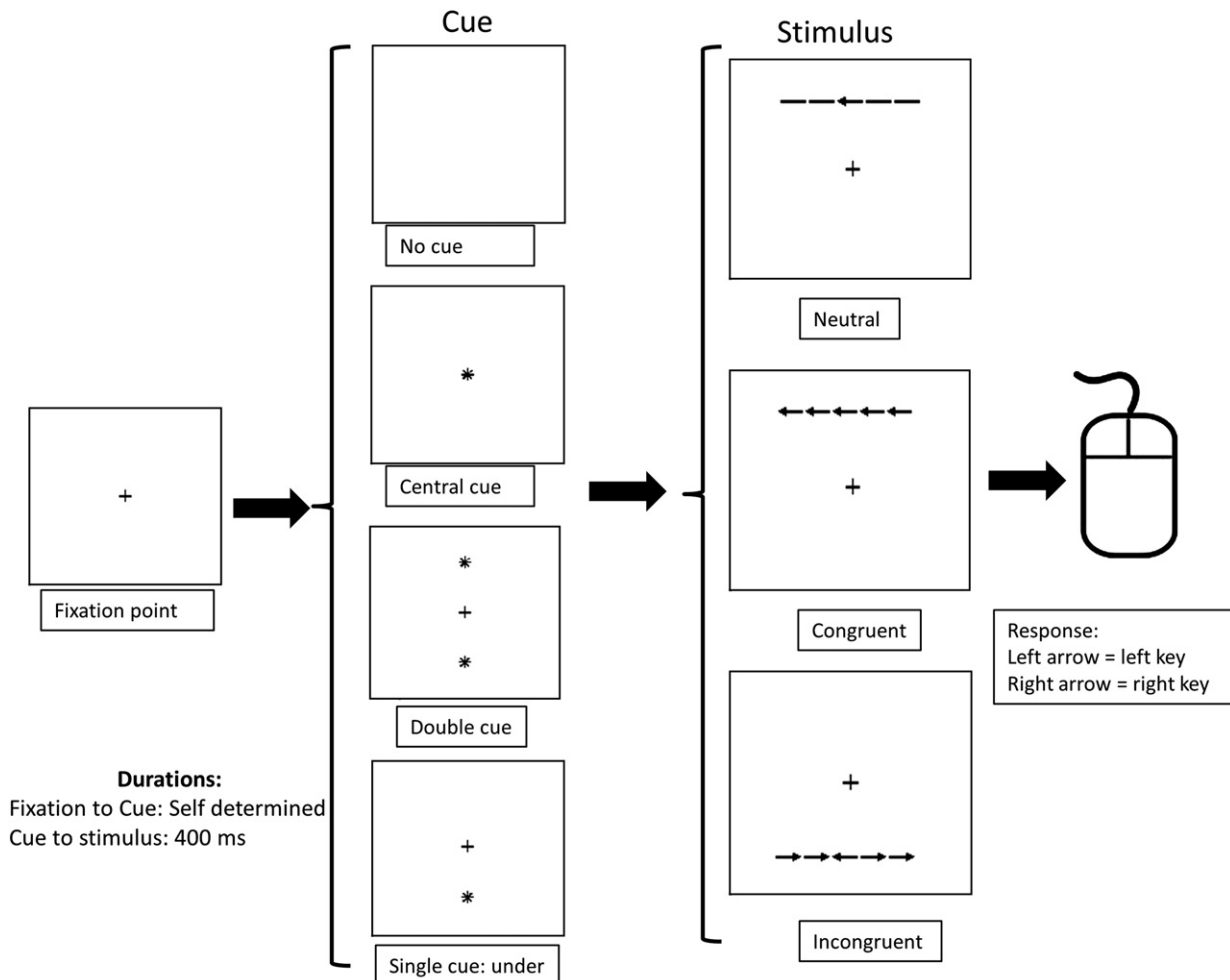 Cue
Stimulus
No cue
Neutral
Central cue
Fixation point
Congruent
Response:
Left arrow = left key
Right arrow = right key
Double cue
Durations:
Fixation to Cue: Self determined
Cue to stimulus: 400 ms
Incongruent
Single cue: under